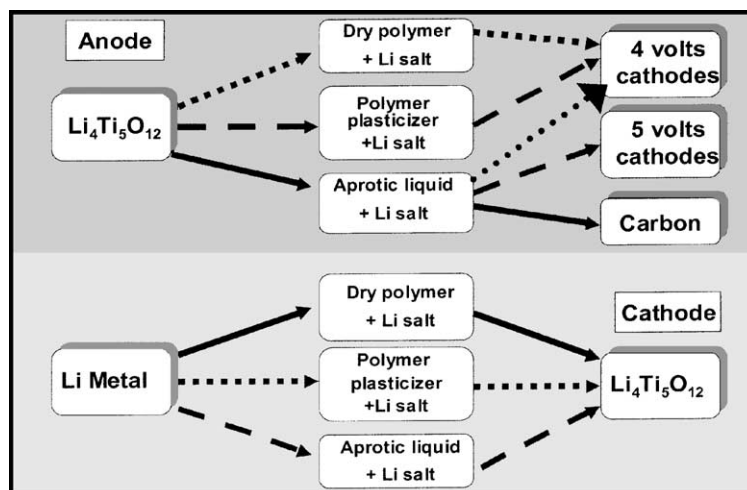 Anode
Dry polymer
+ Li salt
4 volts
cathodes
Li₄Ti₅O₁₂
Polymer
plasticizer
+Li salt
5 volts
cathodes
Aprotic liquid
+ Li salt
Carbon
Dry polymer
+ Li salt
Cathode
Li Metal
Polymer
plasticizer
+Li salt
Li₄Ti₅O₁₂
Aprotic liquid
+ Li salt